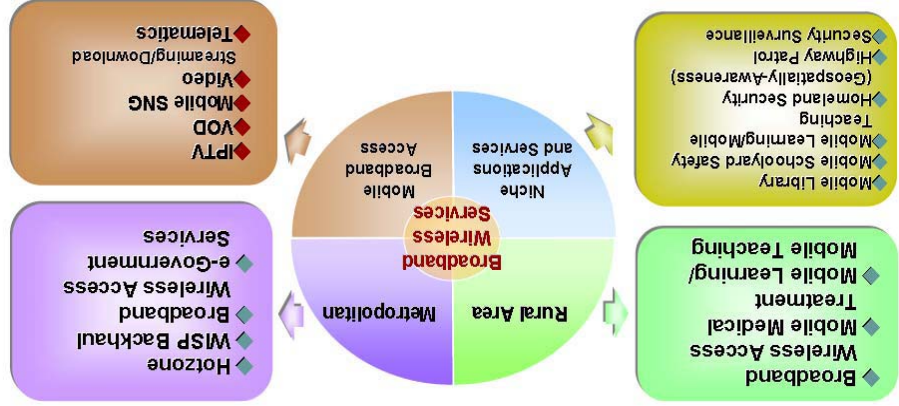 Broadband
Wireless Access
Mobile Medical
Treatment
Mobile Learning/
Mobile Teaching
Rural Area
Metropolitan
Hotzone
WISP Backhaul
Broadband
Wireless Access
e-Government
Services
Broadband
Wireless
Services
Mobile Library
Mobile Schoolyard Safety
Mobile Learning/Mobile
Teaching
Homeland Security
(Geospatially-Awareness)
Highway Patrol
Security Surveillance
Niche
Applications
and Services
Mobile
Broadband
Access
IPTV
VOD
Mobile SNG
Video
Streaming/Download
Telematics